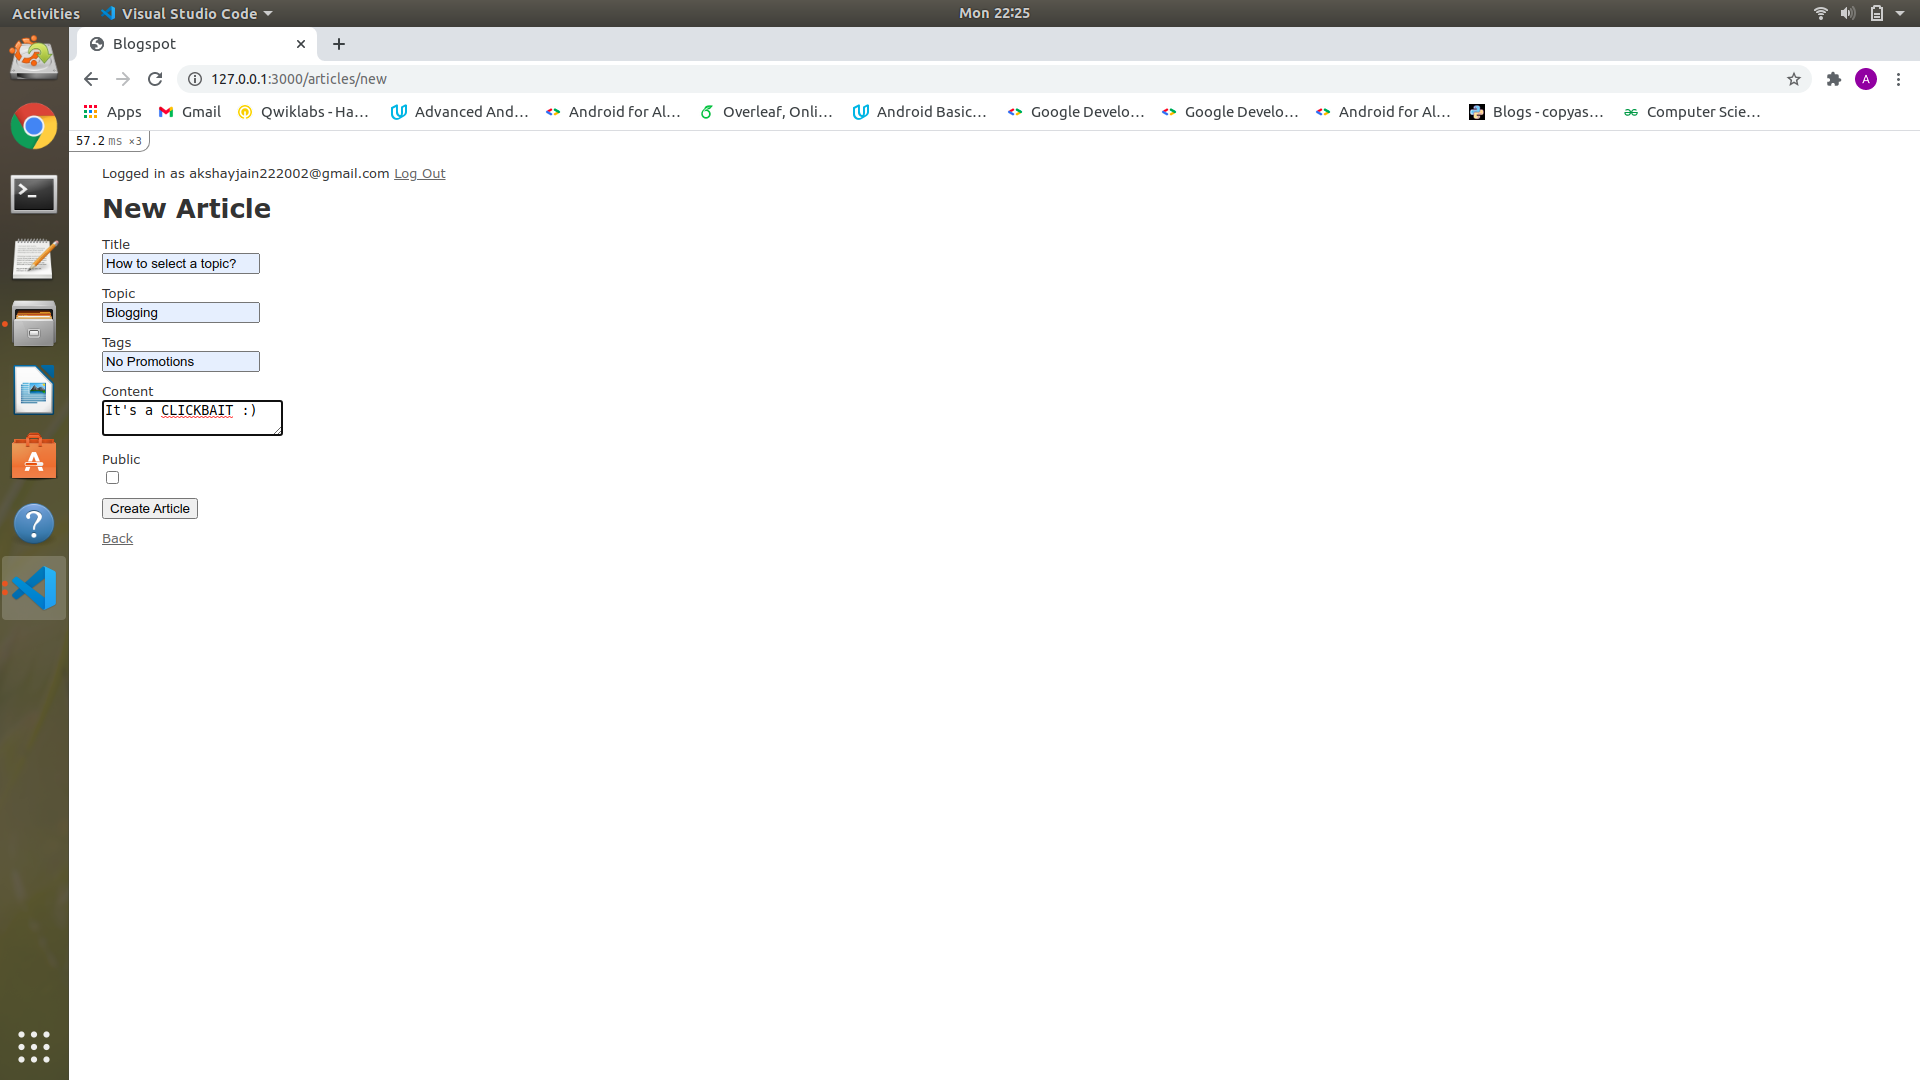 Activities Visual Studio Code Mon 22:25
Blogspot
127.0.0.1:3000/articles/new A
Apps Gmail Qwiklabs - Ha... Advanced And... Android for Al... Overleaf, Onli... Android Basic... Google Develo... Google Develo... Android for Al... Blogs - copyas... Computer Scie...
57.2 ms ×3
Logged in as akshayjain222002@gmail.com Log Out
New Article
Title
How to select a topic?
Topic
Blogging
Tags
No Promotions
Content
It's a CLICKBAIT :)
Public
Create Article
Back